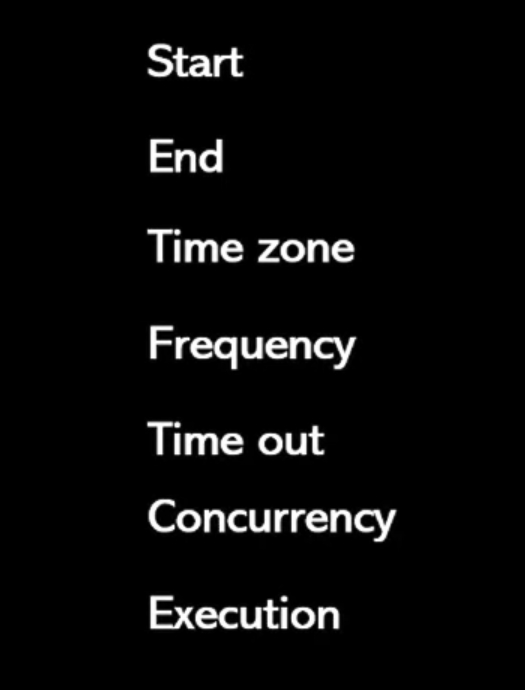 Start
End
Time zone
Frequency
Time out
Concurrency
Execution